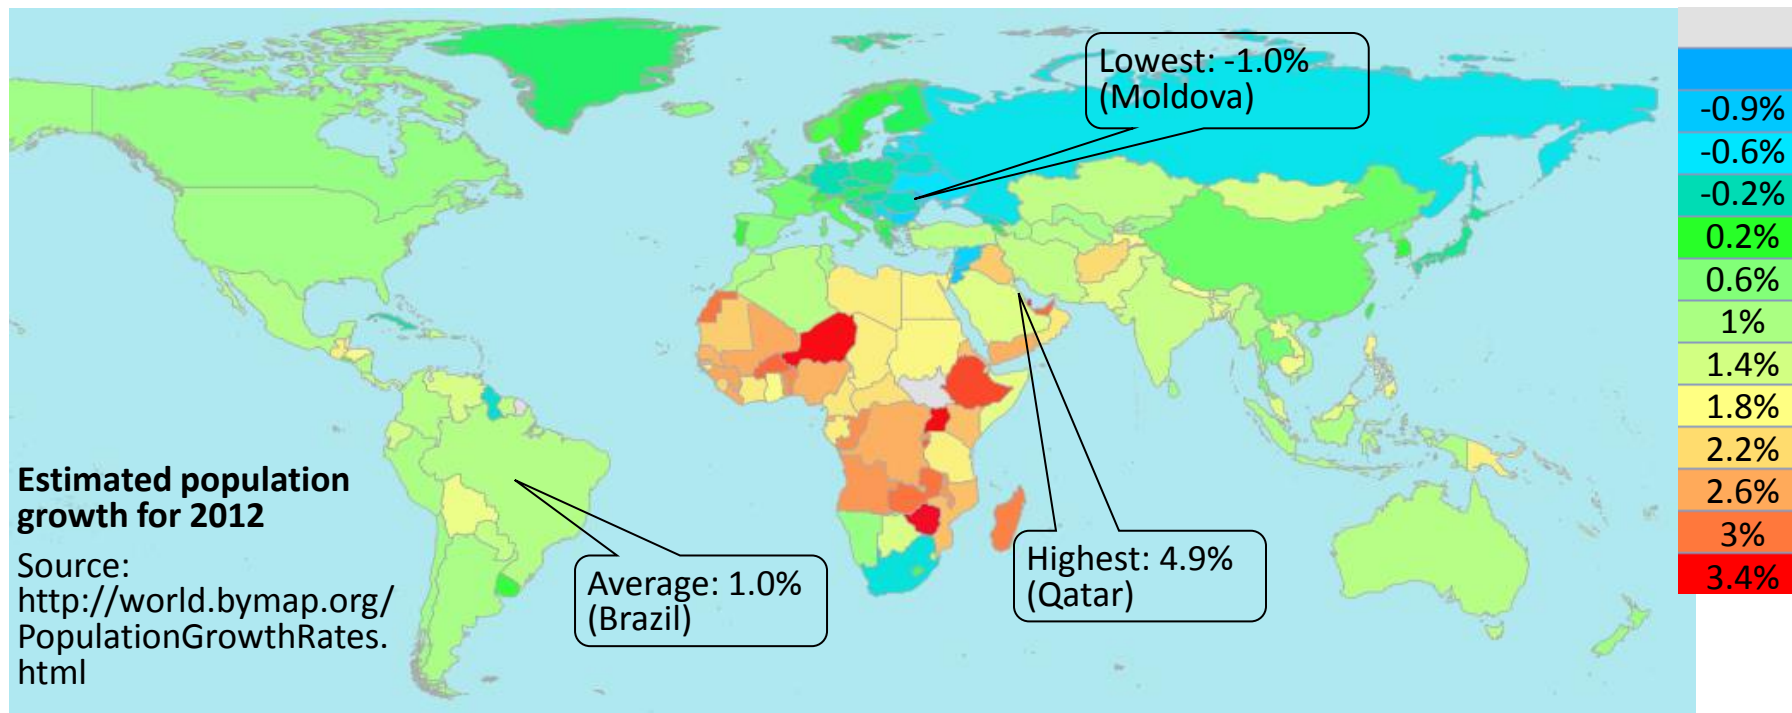 Lowest: -1.0%
(Moldova)
-0.9%
-0.6%
-0.2%
0.2%
0.6%
1%
1.4%
1.8%
2.2%
2.6%
3%
3.4%
Estimated population
growth for 2012
Source:
http://world.bymap.org/
PopulationGrowthRates.
html
Average: 1.0%
(Brazil)
Highest: 4.9%
(Qatar)